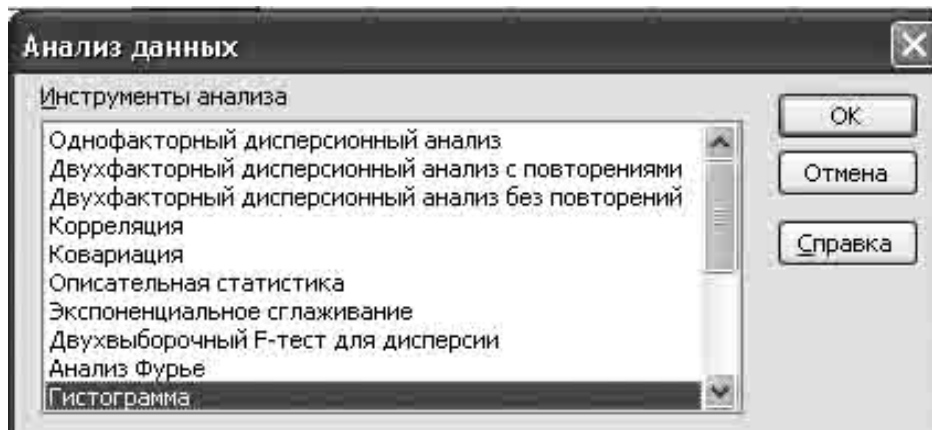 Анализ данных
Инструменты анализа
Однофакторный дисперсионный анализ
Двухфакторный дисперсионный анализ с повторениями
Двухфакторный дисперсионный анализ без повторений
Корреляция
Ковариация
Описательная статистика
Экспоненциальное сглаживание
Двухвыборочный F-тест для дисперсии
Анализ Фурье
Гистограмма
ОК
Отмена
Справка